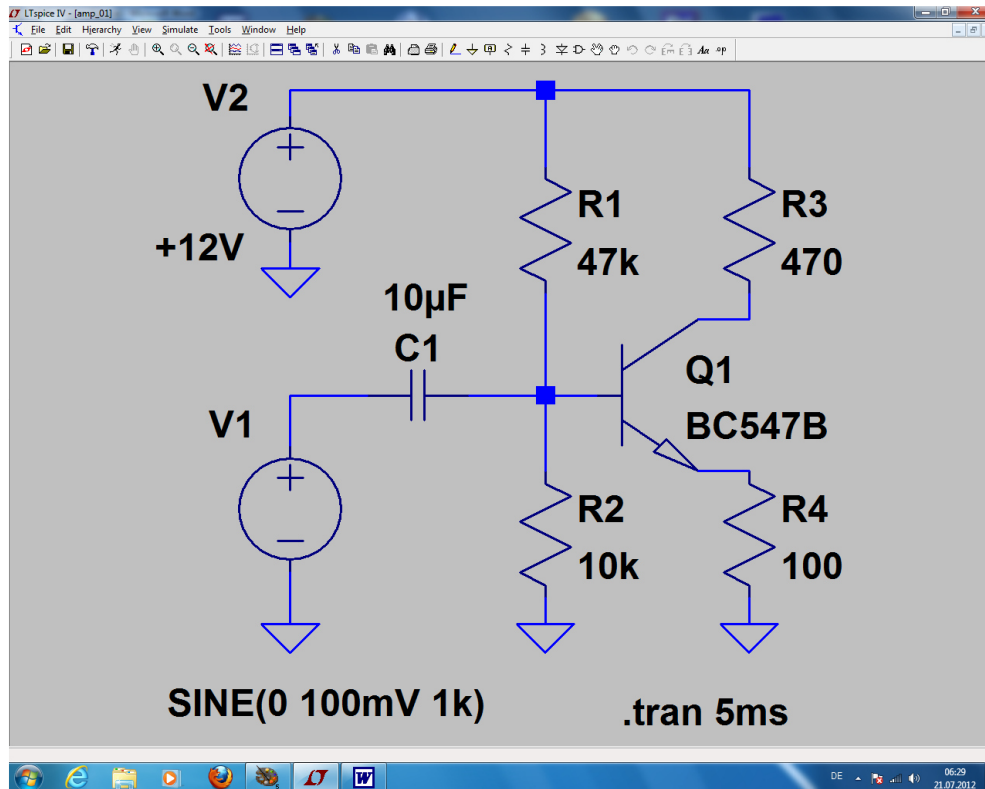 LTspice IV - [amp_01]
File Edit Hierarchy View Simulate Tools Window Help
V2
+12V
R1
47k
R3
470
10µF
C1
V1
Q1
BC547B
R2
10k
R4
100
SINE(0 100mV 1k)
.tran 5ms
DE
06:29
21.07.2012